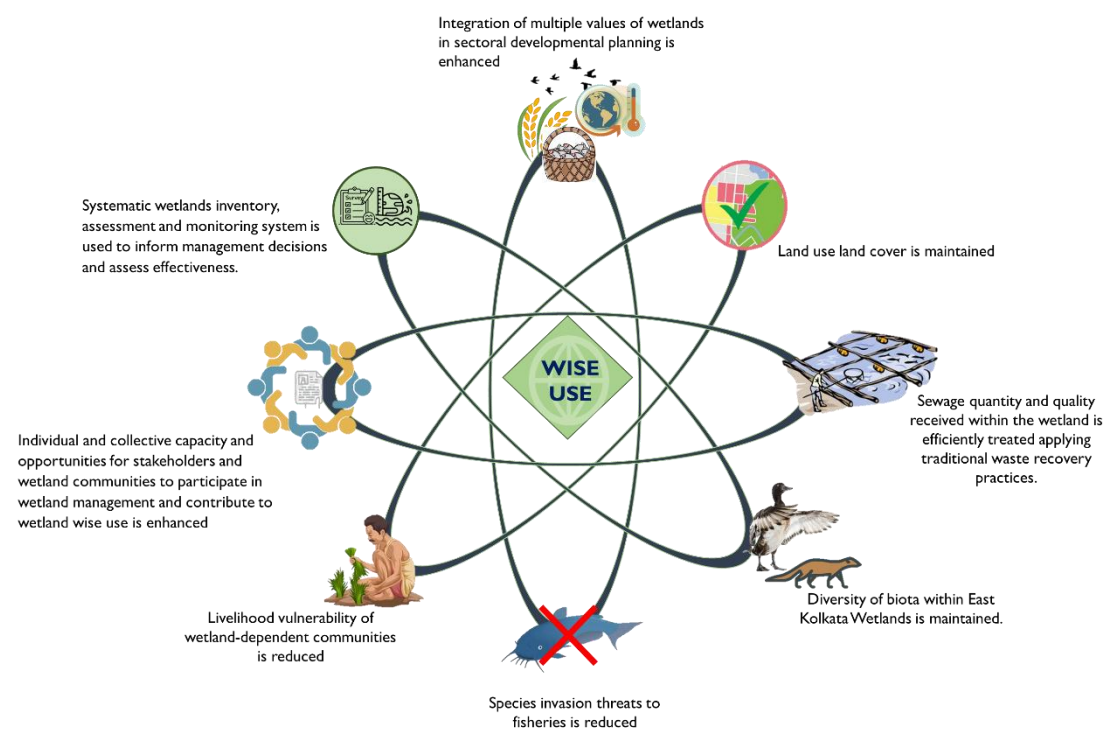 Integration of multiple values of wetlands
in sectoral developmental planning is
enhanced
Survey
Systematic wetlands inventory,
assessment and monitoring system is
used to inform management decisions
and assess effectiveness.
Land use land cover is maintained
WISE
USE
Sewage quantity and quality
received within the wetland is
efficiently treated applying
traditional waste recovery
practices.
Individual and collective capacity and
opportunities for stakeholders and
wetland communities to participate in
wetland management and contribute to
wetland wise use is enhanced
Livelihood vulnerability of
wetland-dependent communities
is reduced
Diversity of biota within East
Kolkata Wetlands is maintained.
Species invasion threats to
fisheries is reduced